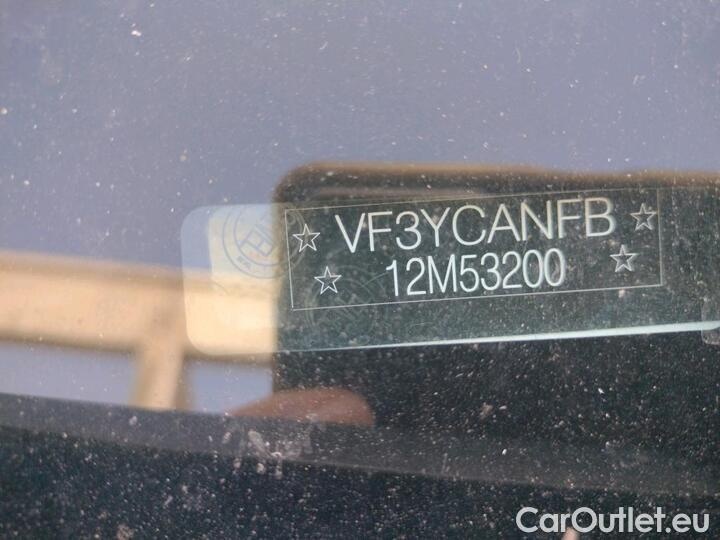 ☆ VF3YCANFB ☆
☆ 12M53200 ☆
CarOutlet.eu